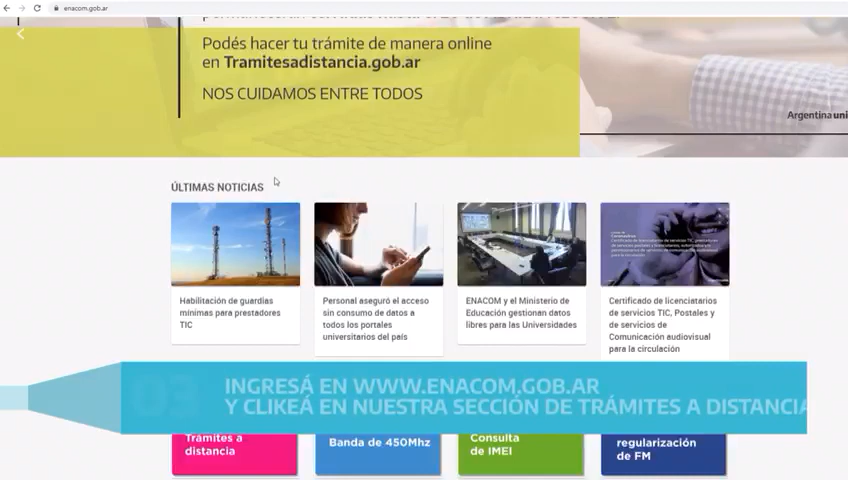 enacom.gob.ar
Podés hacer tu trámite de manera online
en Tramitesadistancia.gob.ar
NOS CUIDAMOS ENTRE TODOS
Argentina uni
ÚLTIMAS NOTICIAS
Habilitación de guardias
mínimas para prestadores
TIC
Personal aseguró el acceso
sin consumo de datos a
todos los portales
universitarios del país
ENACOM y el Ministerio de
Educación gestionan datos
libres para las Universidades
Certificado de licenciatarios
de servicios TIC, Postales y
de servicios de
Comunicación audiovisual
para la circulación
03
INGRESÁ EN WWW.ENACOM.GOB.AR
Y CLIKEÁ EN NUESTRA SECCIÓN DE TRÁMITES A DISTANCIA
Trámites a
distancia
Banda de 450Mhz
Consulta
de IMEI
regularización
de FM